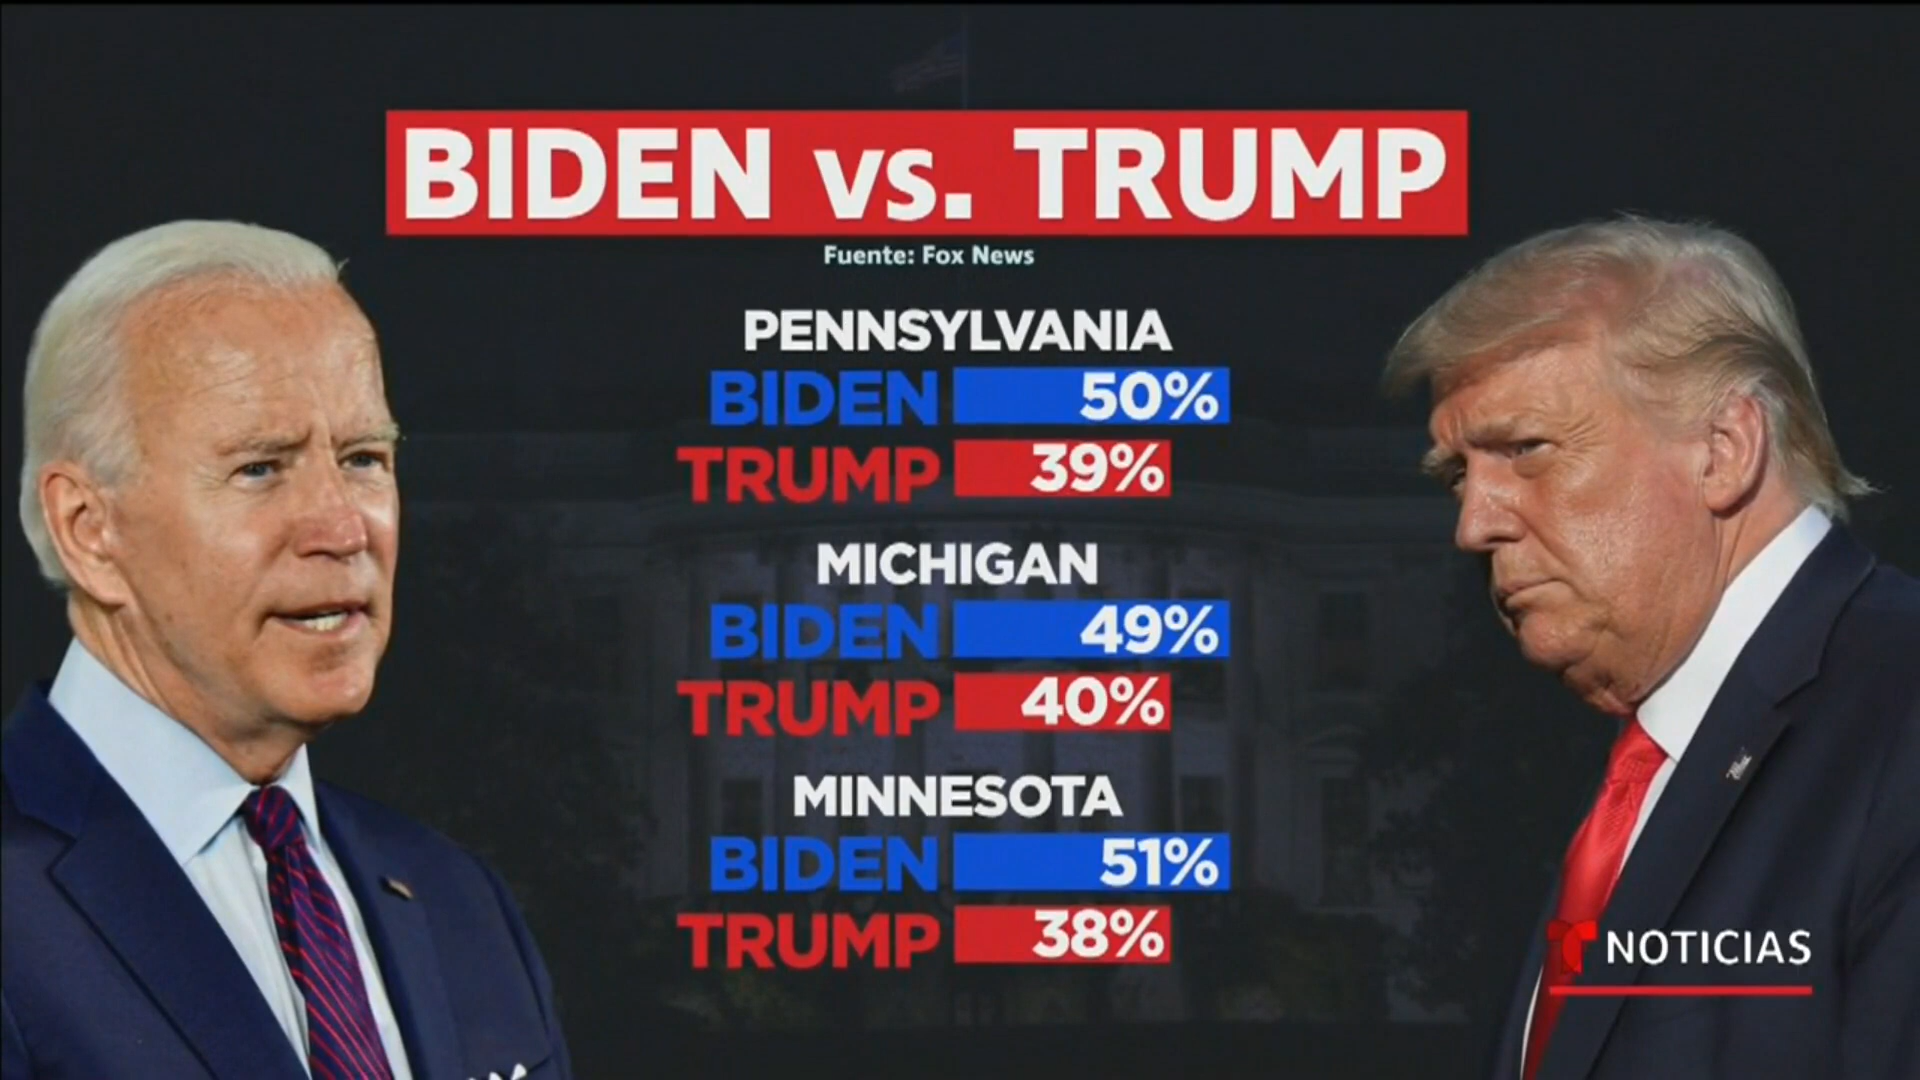 BIDEN vs. TRUMP
Fuente: Fox News
PENNSYLVANIA
BIDEN 50%
TRUMP 39%
MICHIGAN
BIDEN 49%
TRUMP 40%
MINNESOTA
BIDEN 51%
TRUMP 38%
NOTICIAS